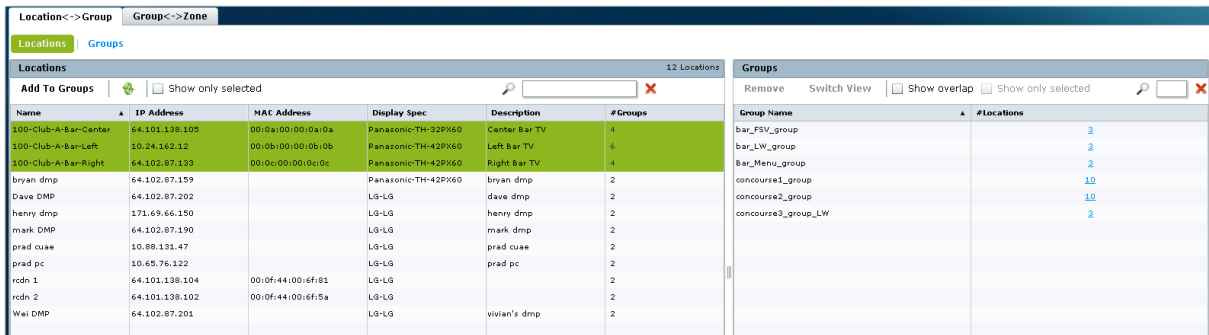 Location<->Group Group<->Zone
Locations | Groups
Locations 12 Locations
Add To Groups Show only selected
Name IP Address MAC Address Display Spec Description #Groups
100-Club-A-Bar-Center 64.101.138.105 00:0a:00:00:0a:0a Panasonic-TH-32PX60 Center Bar TV 4
100-Club-A-Bar-Left 10.24.162.12 00:0b:00:00:0b:0b Panasonic-TH-42PX60 Left Bar TV 6
100-Club-A-Bar-Right 64.102.87.133 00:0c:00:00:0c:0c Panasonic-TH-42PX60 Right Bar TV 4
bryan dmp 64.102.87.159 Panasonic-TH-42PX60 bryan dmp 2
Dave DMP 64.102.87.202 LG-LG dave dmp 2
henry dmp 171.69.66.150 LG-LG henry dmp 2
mark DMP 64.102.87.190 LG-LG mark dmp 2
prad cuae 10.88.131.47 LG-LG prad cuae 2
prad pc 10.65.76.122 LG-LG prad pc 2
rcdn 1 64.101.138.104 00:0f:44:00:6f:81 LG-LG 2
rcdn 2 64.101.138.102 00:0f:44:00:6f:5a LG-LG 2
Wei DMP 64.102.87.201 LG-LG vivian's dmp 2
Groups
Remove Switch View Show overlap Show only selected
Group Name #Locations
bar_FSV_group 3
bar_LW_group 3
Bar_Menu_group 3
concourse1_group 10
concourse2_group 10
concourse3_group_LW 3